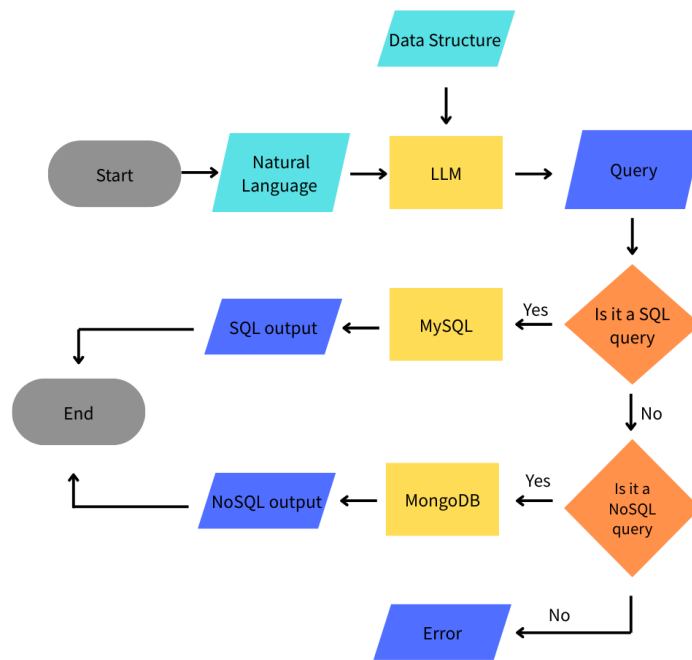 Data Structure
Start
Natural
Language
LLM
Query
SQL output
MySQL
Yes
Is it a SQL
query
End
No
NoSQL output
MongoDB
Yes
Is it a
NoSQL
query
Error
No